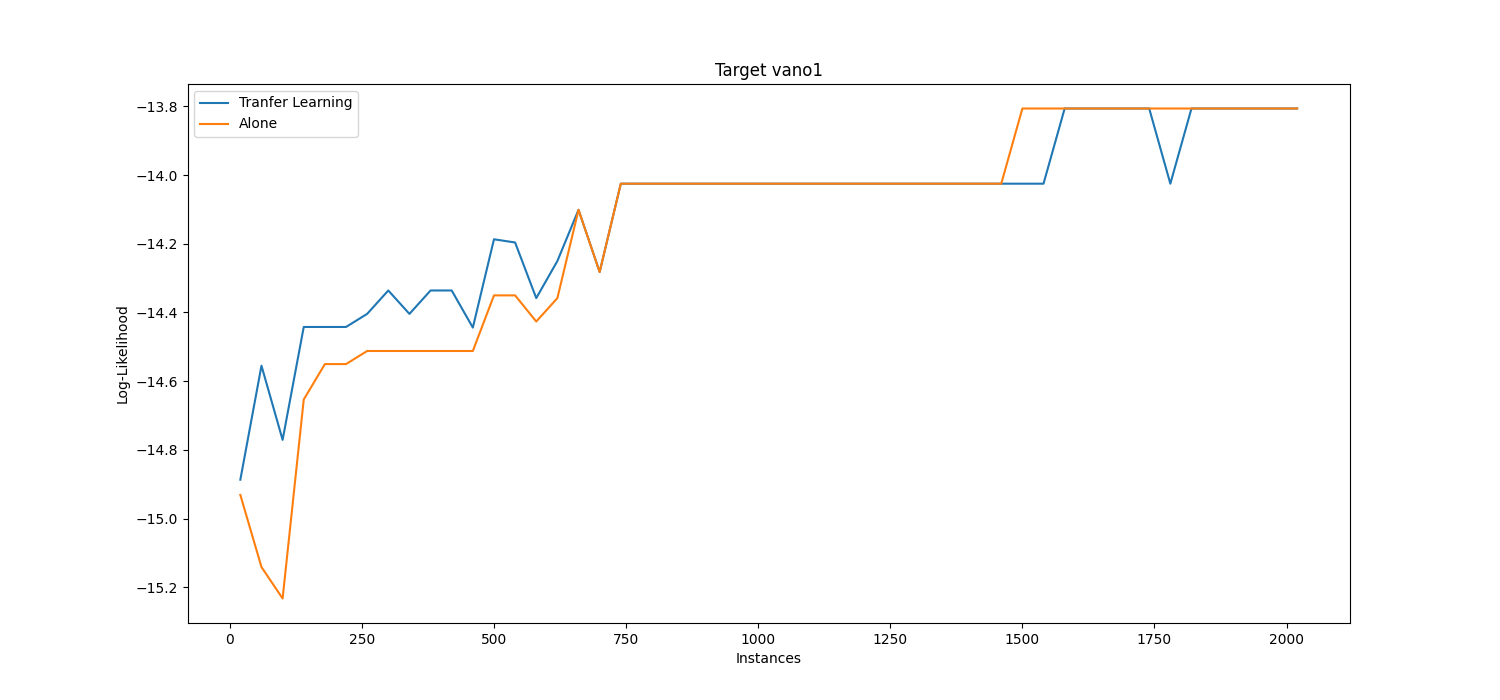 Target vano1
Tranfer Learning
Alone
−13.8
−14.0
−14.2
−14.4
−14.6
−14.8
−15.0
−15.2
Log-Likelihood
0 250 500 750 1000 1250 1500 1750 2000
Instances